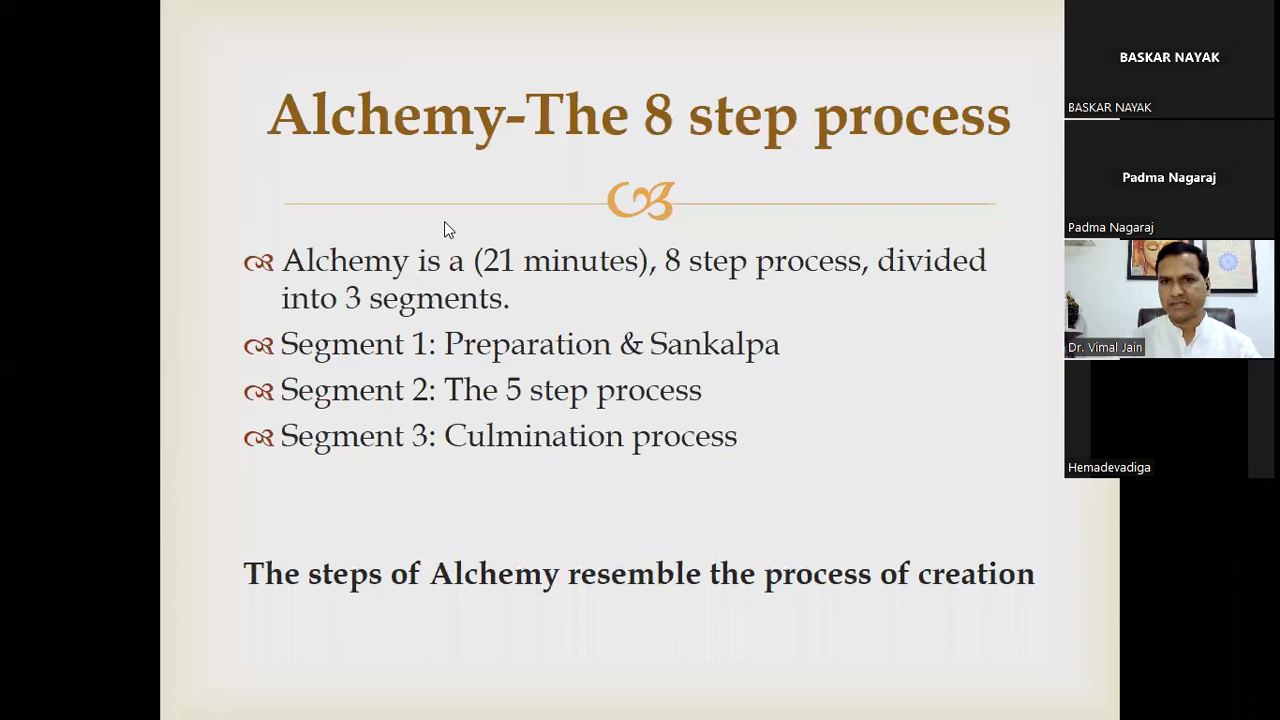 Alchemy-The 8 step process
Alchemy is a (21 minutes), 8 step process, divided
into 3 segments.
Segment 1: Preparation & Sankalpa
Segment 2: The 5 step process
Segment 3: Culmination process
The steps of Alchemy resemble the process of creation
BASKAR NAYAK
BASKAR NAYAK
Padma Nagaraj
Padma Nagaraj
Dr. Vimal Jain
Hemadevadiga